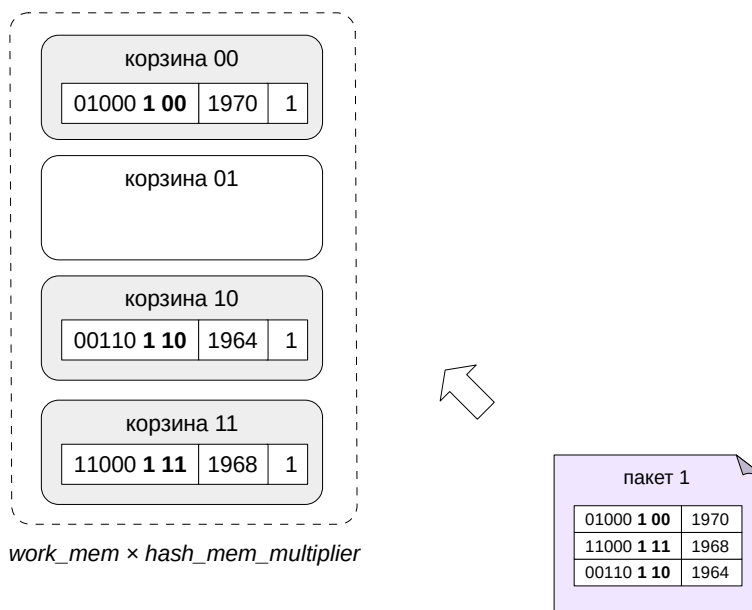 корзина 00
01000 1 00 1970 1
корзина 01
корзина 10
00110 1 10 1964 1
корзина 11
11000 1 11 1968 1
work_mem × hash_mem_multiplier
пакет 1
01000 1 00 1970
11000 1 11 1968
00110 1 10 1964